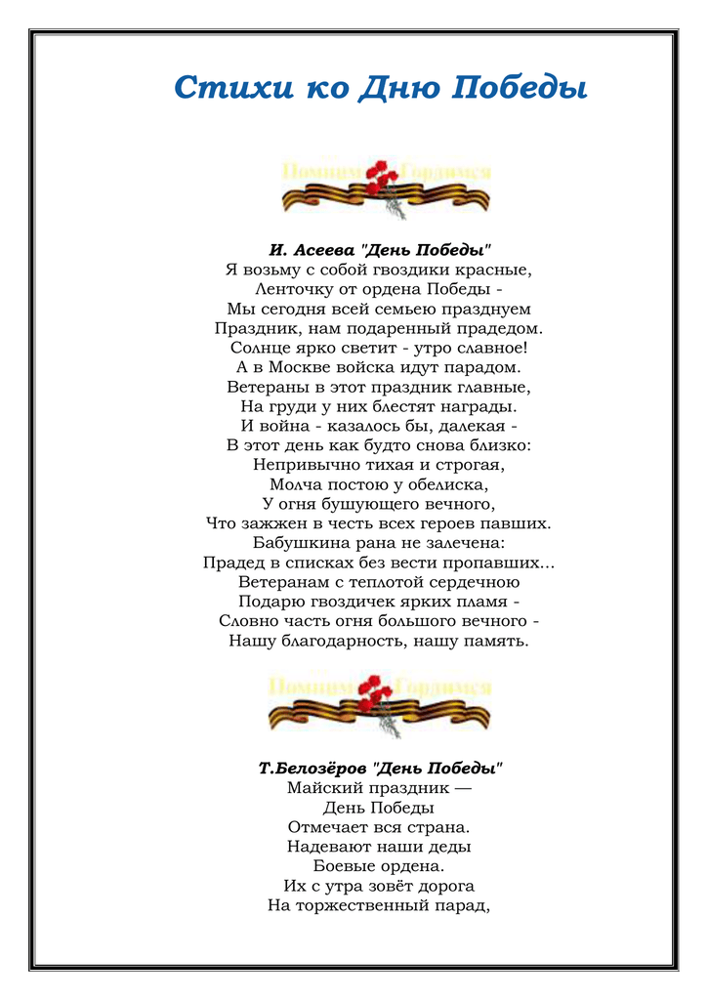 Стихи ко Дню Победы
Помним Гордимся
И. Асеева "День Победы"
Я возьму с собой гвоздики красные,
Ленточку от ордена Победы -
Мы сегодня всей семьею празднуем
Праздник, нам подаренный прадедом.
Солнце ярко светит - утро славное!
А в Москве войска идут парадом.
Ветераны в этот праздник главные,
На груди у них блестят награды.
И война - казалось бы, далекая -
В этот день как будто снова близко:
Непривычно тихая и строгая,
Молча постою у обелиска,
У огня бушующего вечного,
Что зажжен в честь всех героев павших.
Бабушкина рана не залечена:
Прадед в списках без вести пропавших...
Ветеранам с теплотой сердечною
Подарю гвоздичек ярких пламя -
Словно часть огня большого вечного -
Нашу благодарность, нашу память.
Помним Гордимся
Т.Белозёров "День Победы"
Майский праздник —
День Победы
Отмечает вся страна.
Надевают наши деды
Боевые ордена.
Их с утра зовёт дорога
На торжественный парад,